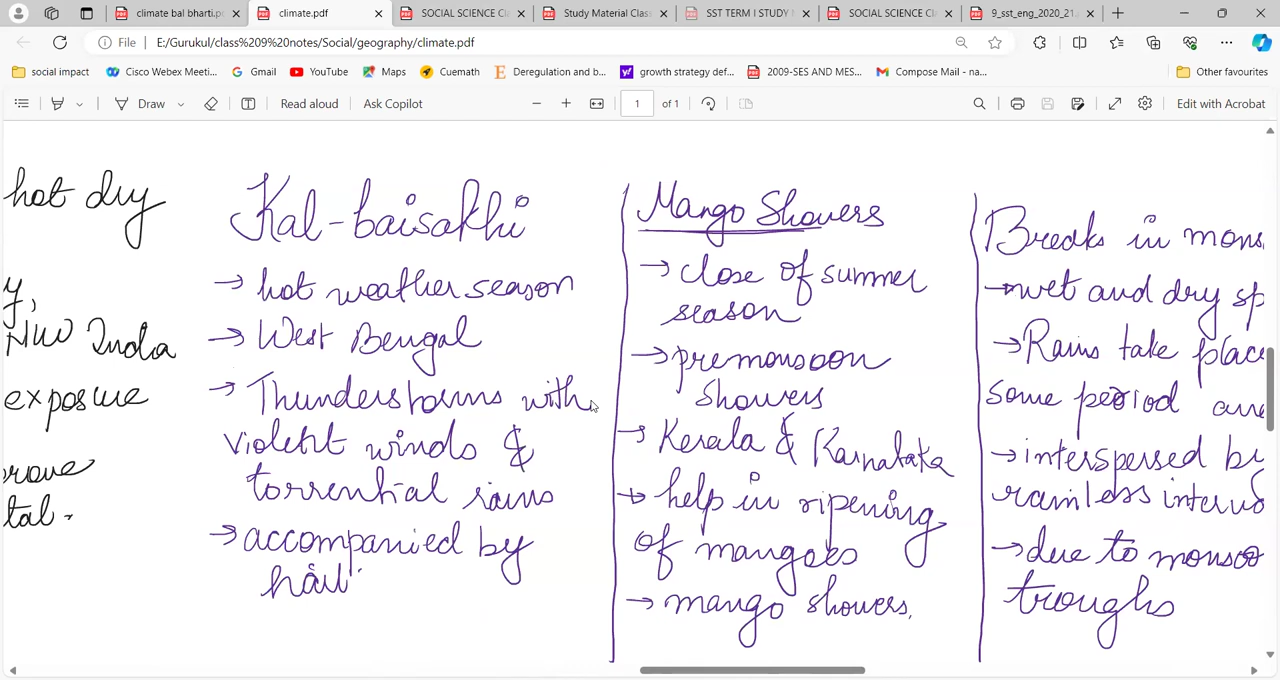 climate bal bharti.pdf
climate.pdf
SOCIAL SCIENCE Cl
Study Material Class
SST TERM I STUDY M
SOCIAL SCIENCE Cl
9_sst_eng_2020_21.
File
E:/Gurukul/class%209%20notes/Social/geography/climate.pdf
social impact
Cisco Webex Meeti...
Gmail
YouTube
Maps
Cuemath
Deregulation and b...
growth strategy def...
2009-SES AND MES...
Compose Mail - na...
Other favourites
Draw
Read aloud
Ask Copilot
1 of 1
Edit with Acrobat
hot dry
y,
NW India
exposure
prove
tal.
Kal-baisakhi
→ hot weather season
→ West Bengal
→ Thunderstorms with
violent winds &
torrential rains
→ accompanied by
hail.
Mango Showers
→ close of summer
season
→ premonsoon
showers
→ Kerala & Karnataka
→ help in ripening
of mangoes
→ mango showers.
Breaks in mons
→ wet and dry sp
→ Rains take place
some period
→ interspersed by
rainless interva
→ due to monsoo
troughs